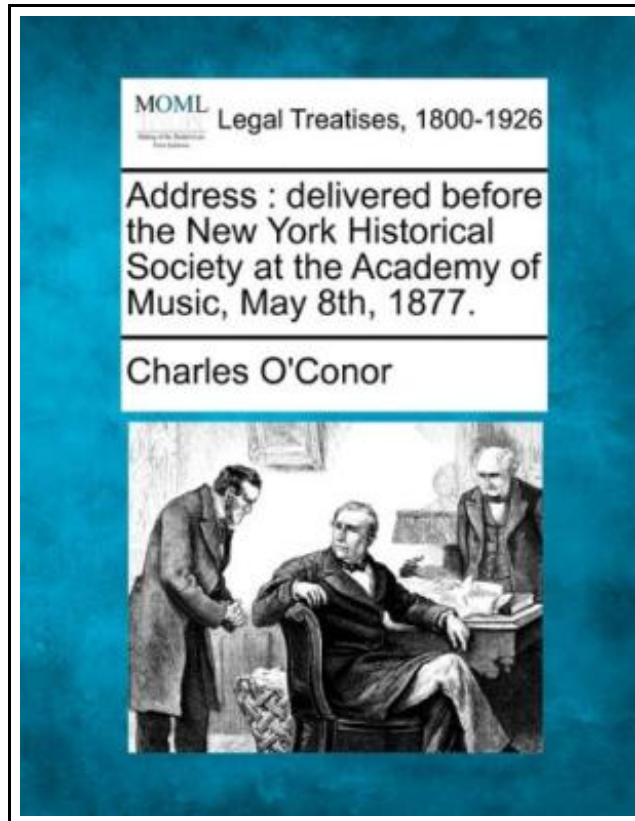 MOML
Legal Treatises, 1800-1926
Address : delivered before
the New York Historical
Society at the Academy of
Music, May 8th, 1877.
Charles O'Conor